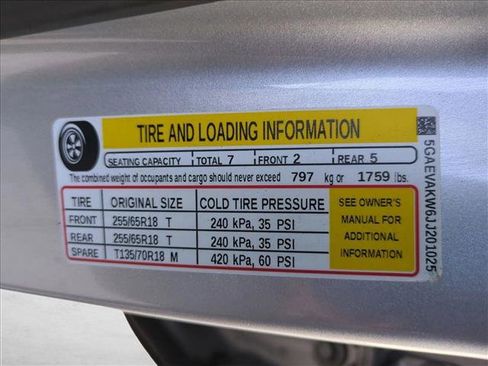 TIRE AND LOADING INFORMATION
SEATING CAPACITY TOTAL 7 FRONT 2 REAR 5
The combined weight of occupants and cargo should never exceed 797 kg or 1759 lbs.
TIRE ORIGINAL SIZE COLD TIRE PRESSURE
FRONT 255/65R18 T 240 kPa, 35 PSI
REAR 255/65R18 T 240 kPa, 35 PSI
SPARE T135/70R18 M 420 kPa, 60 PSI
SEE OWNER'S
MANUAL FOR
ADDITIONAL
INFORMATION
5GAEVAKW6JJ201025